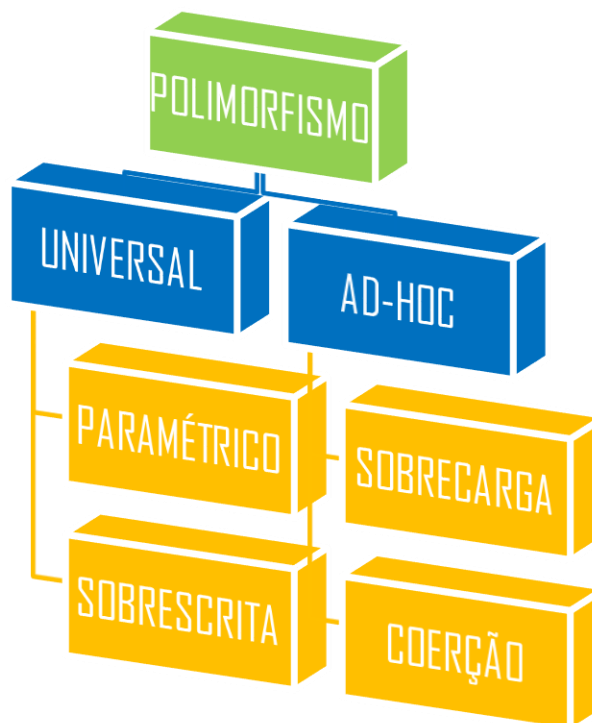 POLIMORFISMO
UNIVERSAL
AD-HOC
PARAMÉTRICO
SOBRECARGA
SOBRESCRITA
COERÇÃO